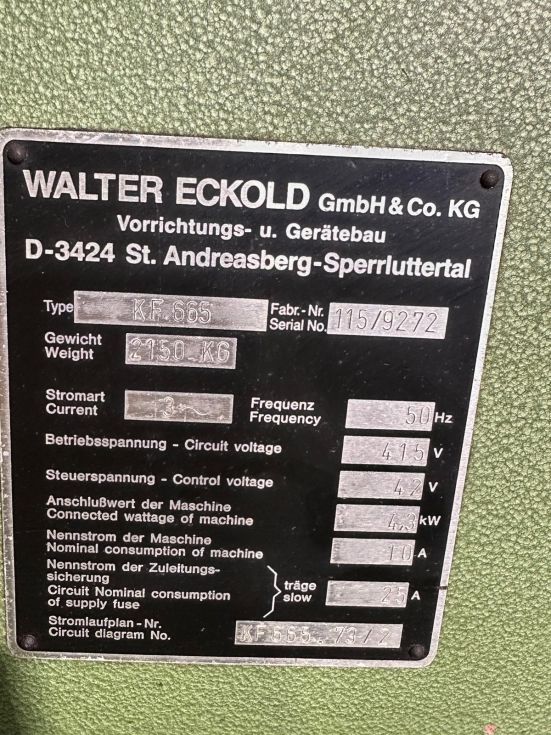 WALTER ECKOLD GmbH & Co. KG
Vorrichtungs- u. Gerätebau
D-3424 St. Andreasberg-Sperrluttertal
Type KF.665 Fabr.-Nr. Serial No. 115/9272
Gewicht
Weight 2150 KG
Stromart
Current 3~ Frequenz
Frequency 50 Hz
Betriebsspannung - Circuit voltage 415 V
Steuerspannung - Control voltage 42 V
Anschlußwert der Maschine
Connected wattage of machine 4,3 kW
Nennstrom der Maschine
Nominal consumption of machine 10 A
Nennstrom der Zuleitungs-
sicherung
Circuit Nominal consumption
of supply fuse
träge
slow 25 A
Stromlaufplan-Nr.
Circuit diagram No. KF 665. 73/2